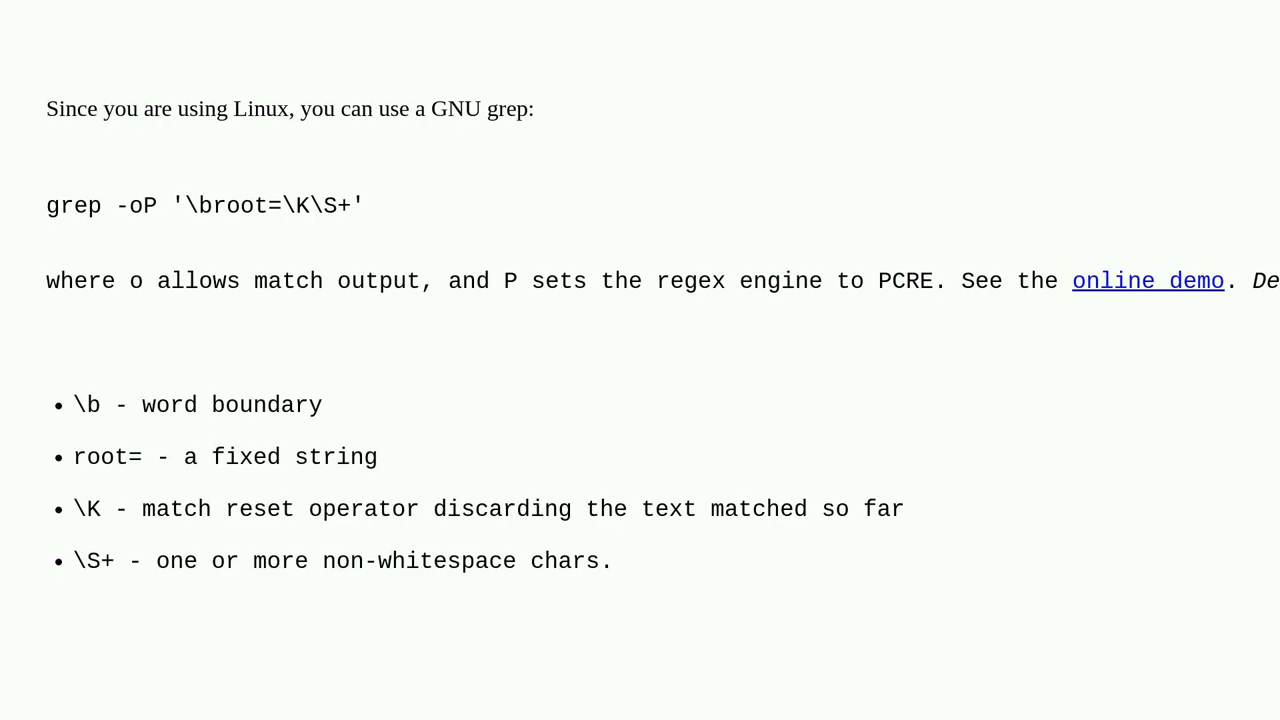 Since you are using Linux, you can use a GNU grep:
grep -oP '\broot=\K\S+'
where o allows match output, and P sets the regex engine to PCRE. See the online demo. De
• \b - word boundary
• root= - a fixed string
• \K - match reset operator discarding the text matched so far
• \S+ - one or more non-whitespace chars.